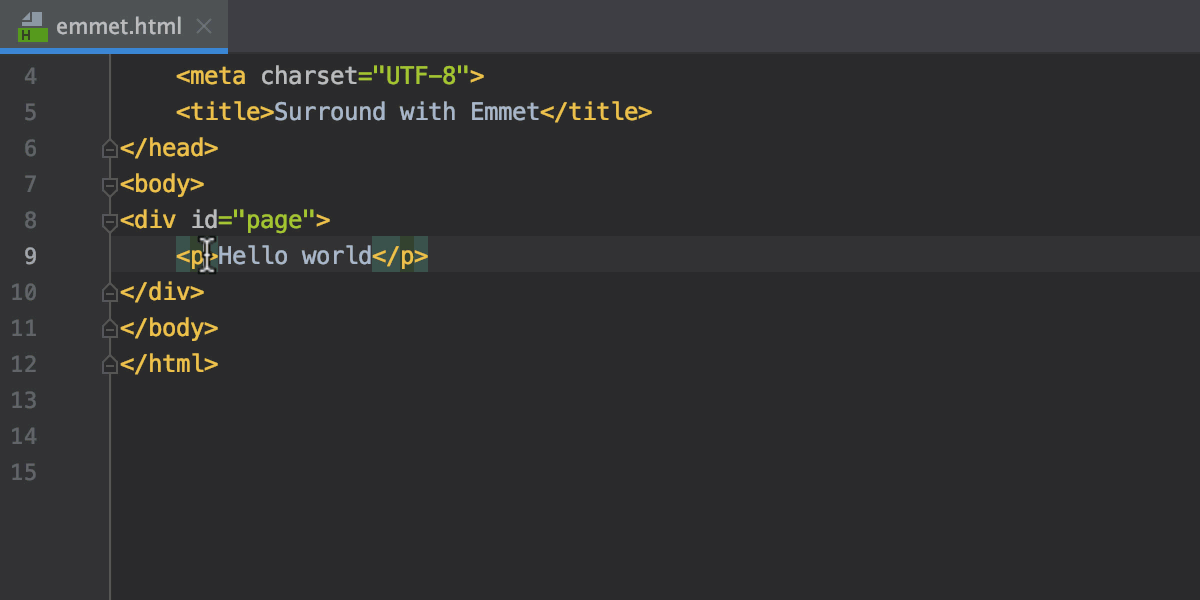 H emmet.html
4 <meta charset="UTF-8">
5 <title>Surround with Emmet</title>
6 </head>
7 <body>
8 <div id="page">
9 <p>Hello world</p>
10 </div>
11 </body>
12 </html>
13
14
15